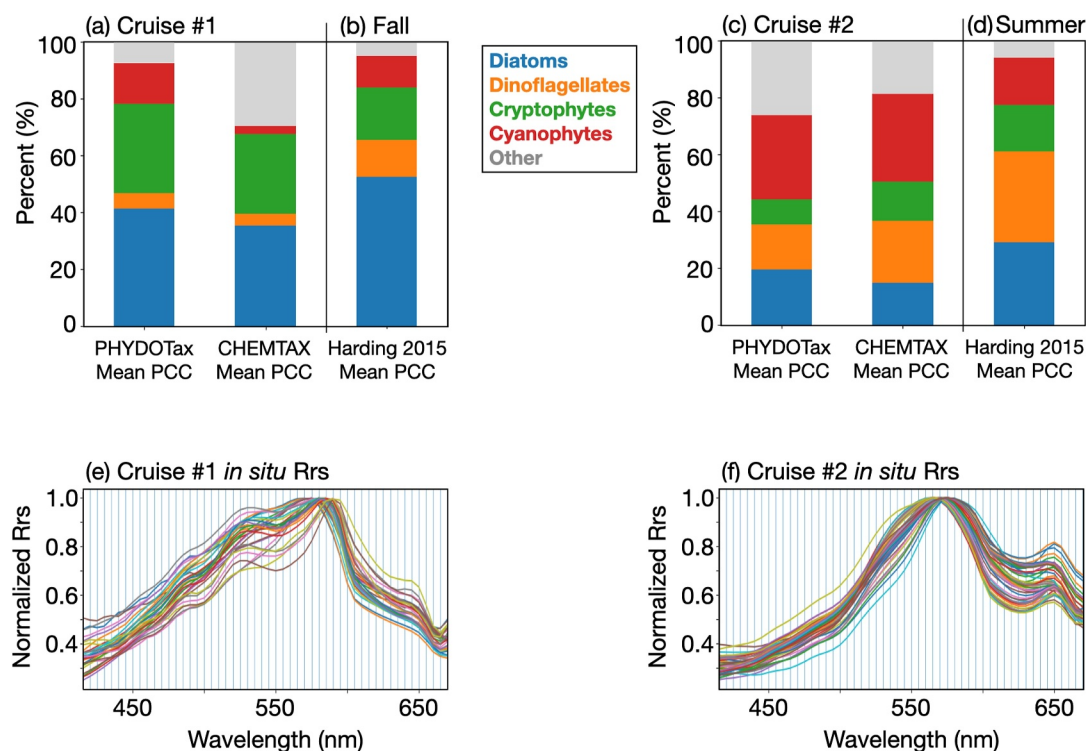 (a) Cruise #1
(b) Fall
100
80
60
40
20
0
Percent (%)
PHYDOTax
Mean PCC
CHEMTAX
Mean PCC
Harding 2015
Mean PCC
Diatoms
Dinoflagellates
Cryptophytes
Cyanophytes
Other
(c) Cruise #2
(d) Summer
100
80
60
40
20
0
Percent (%)
PHYDOTax
Mean PCC
CHEMTAX
Mean PCC
Harding 2015
Mean PCC
(e) Cruise #1 in situ Rrs
1.0
0.8
0.6
0.4
Normalized Rrs
450 550 650
Wavelength (nm)
(f) Cruise #2 in situ Rrs
1.0
0.8
0.6
0.4
Normalized Rrs
450 550 650
Wavelength (nm)